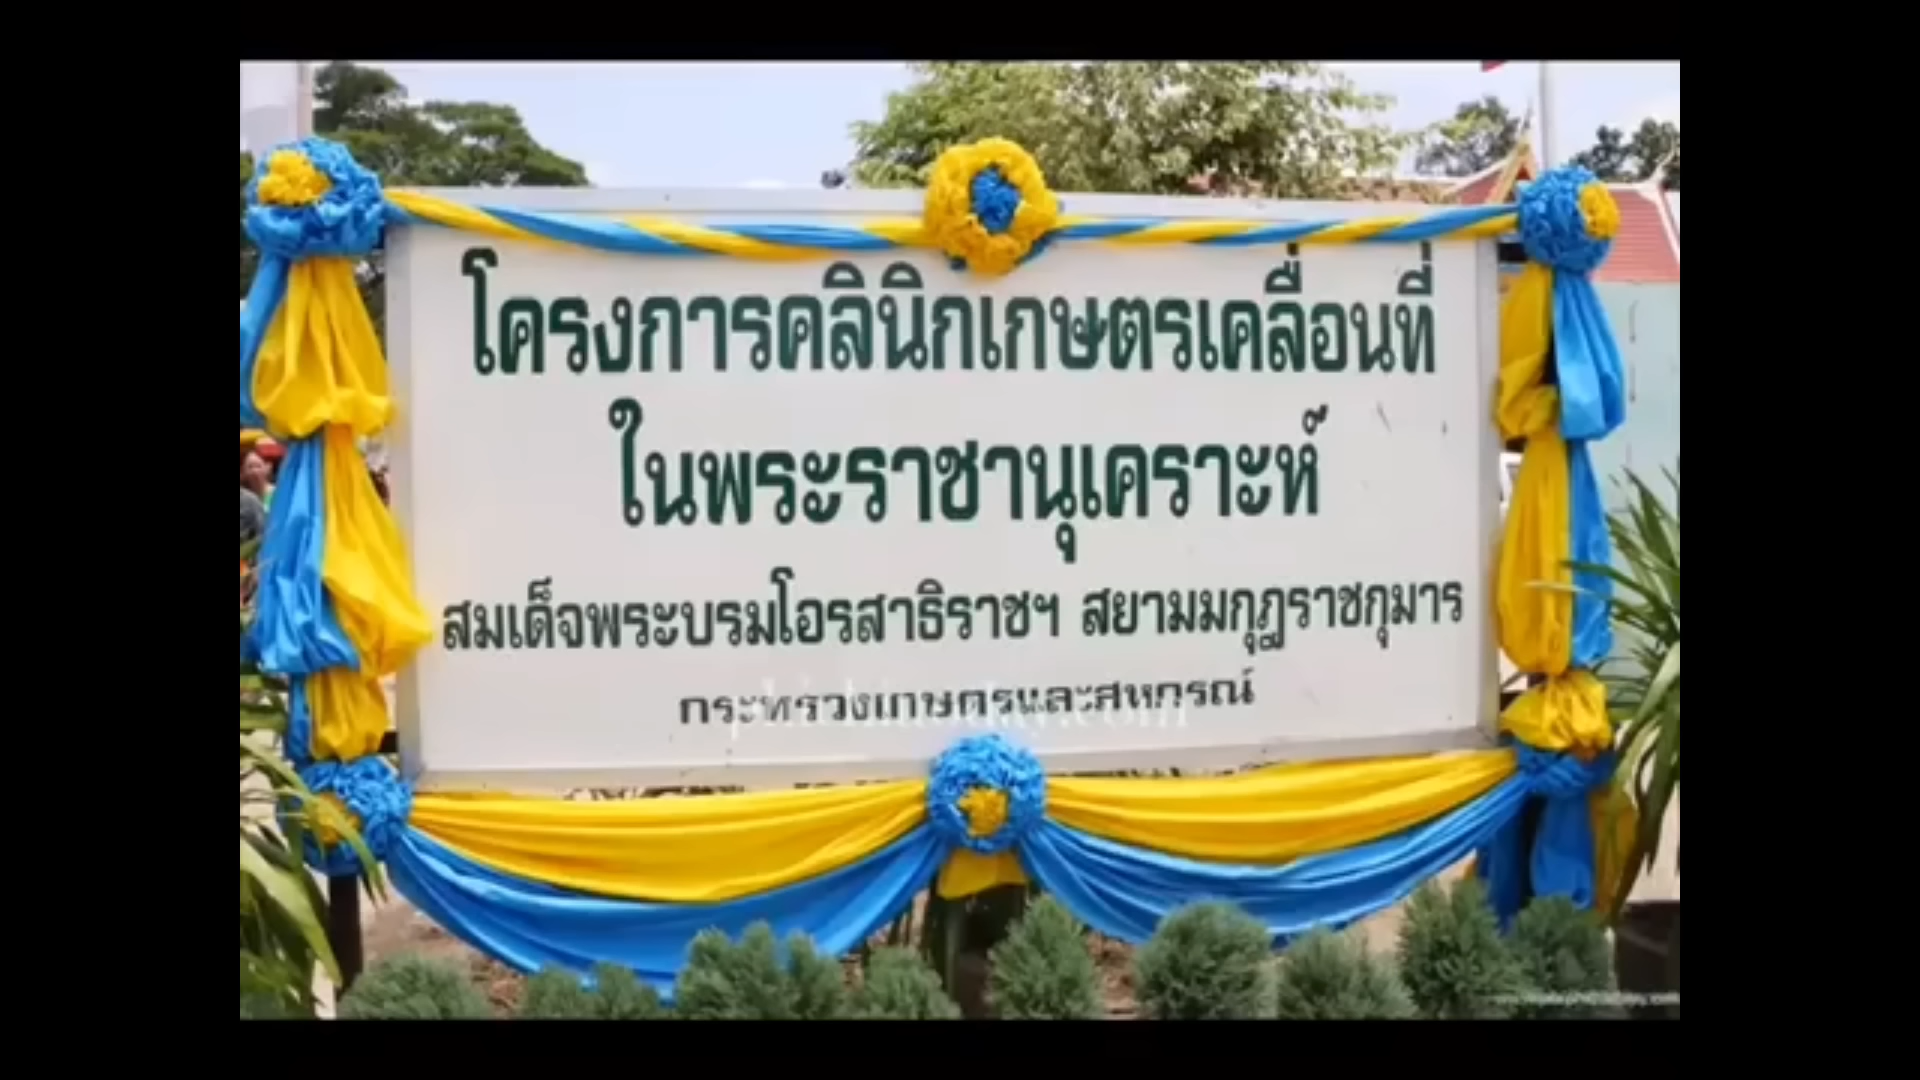 โครงการคลินิกเกษตรเคลื่อนที่
ในพระราชานุเคราะห์
สมเด็จพระบรมโอรสาธิราชฯ สยามมกุฎราชกุมาร
กระทรวงเกษตรและสหกรณ์